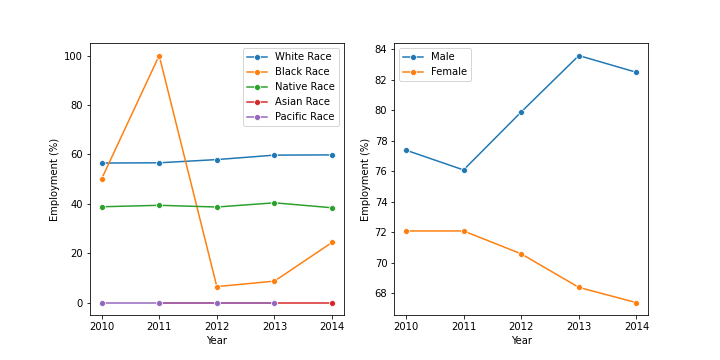 100
80
60
40
20
0
Employment (%)
2010 2011 2012 2013 2014
Year
White Race
Black Race
Native Race
Asian Race
Pacific Race
84
82
80
78
76
74
72
70
68
Employment (%)
2010 2011 2012 2013 2014
Year
Male
Female